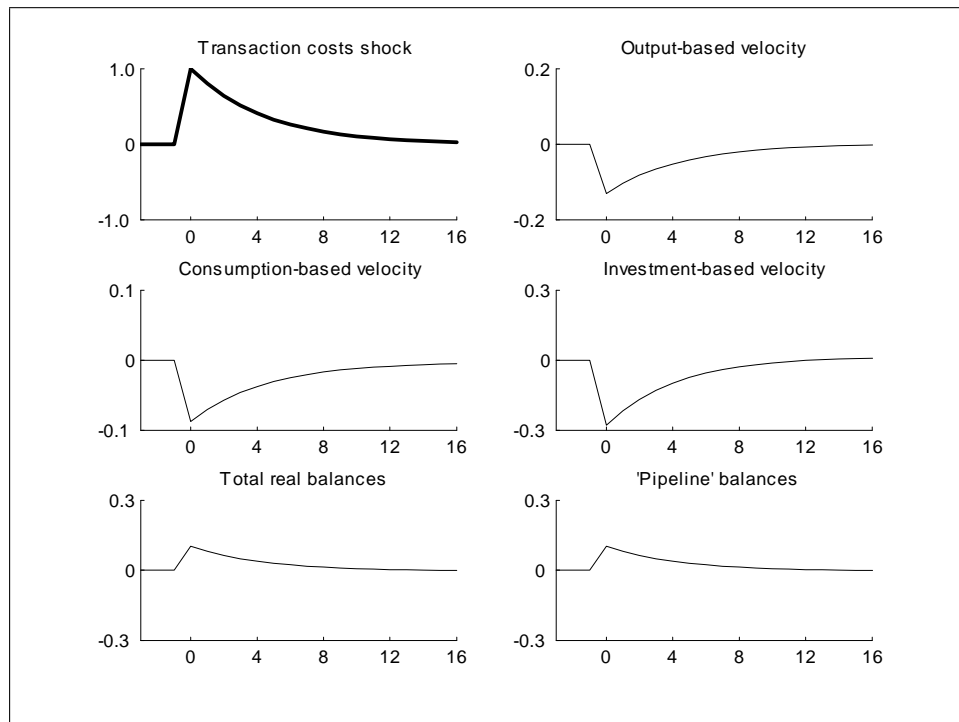 Transaction costs shock
1.0
0
-1.0
0 4 8 12 16
Output-based velocity
0.2
0
-0.2
0 4 8 12 16
Consumption-based velocity
0.1
0
-0.1
0 4 8 12 16
Investment-based velocity
0.3
0
-0.3
0 4 8 12 16
Total real balances
0.3
0
-0.3
0 4 8 12 16
'Pipeline' balances
0.3
0
-0.3
0 4 8 12 16